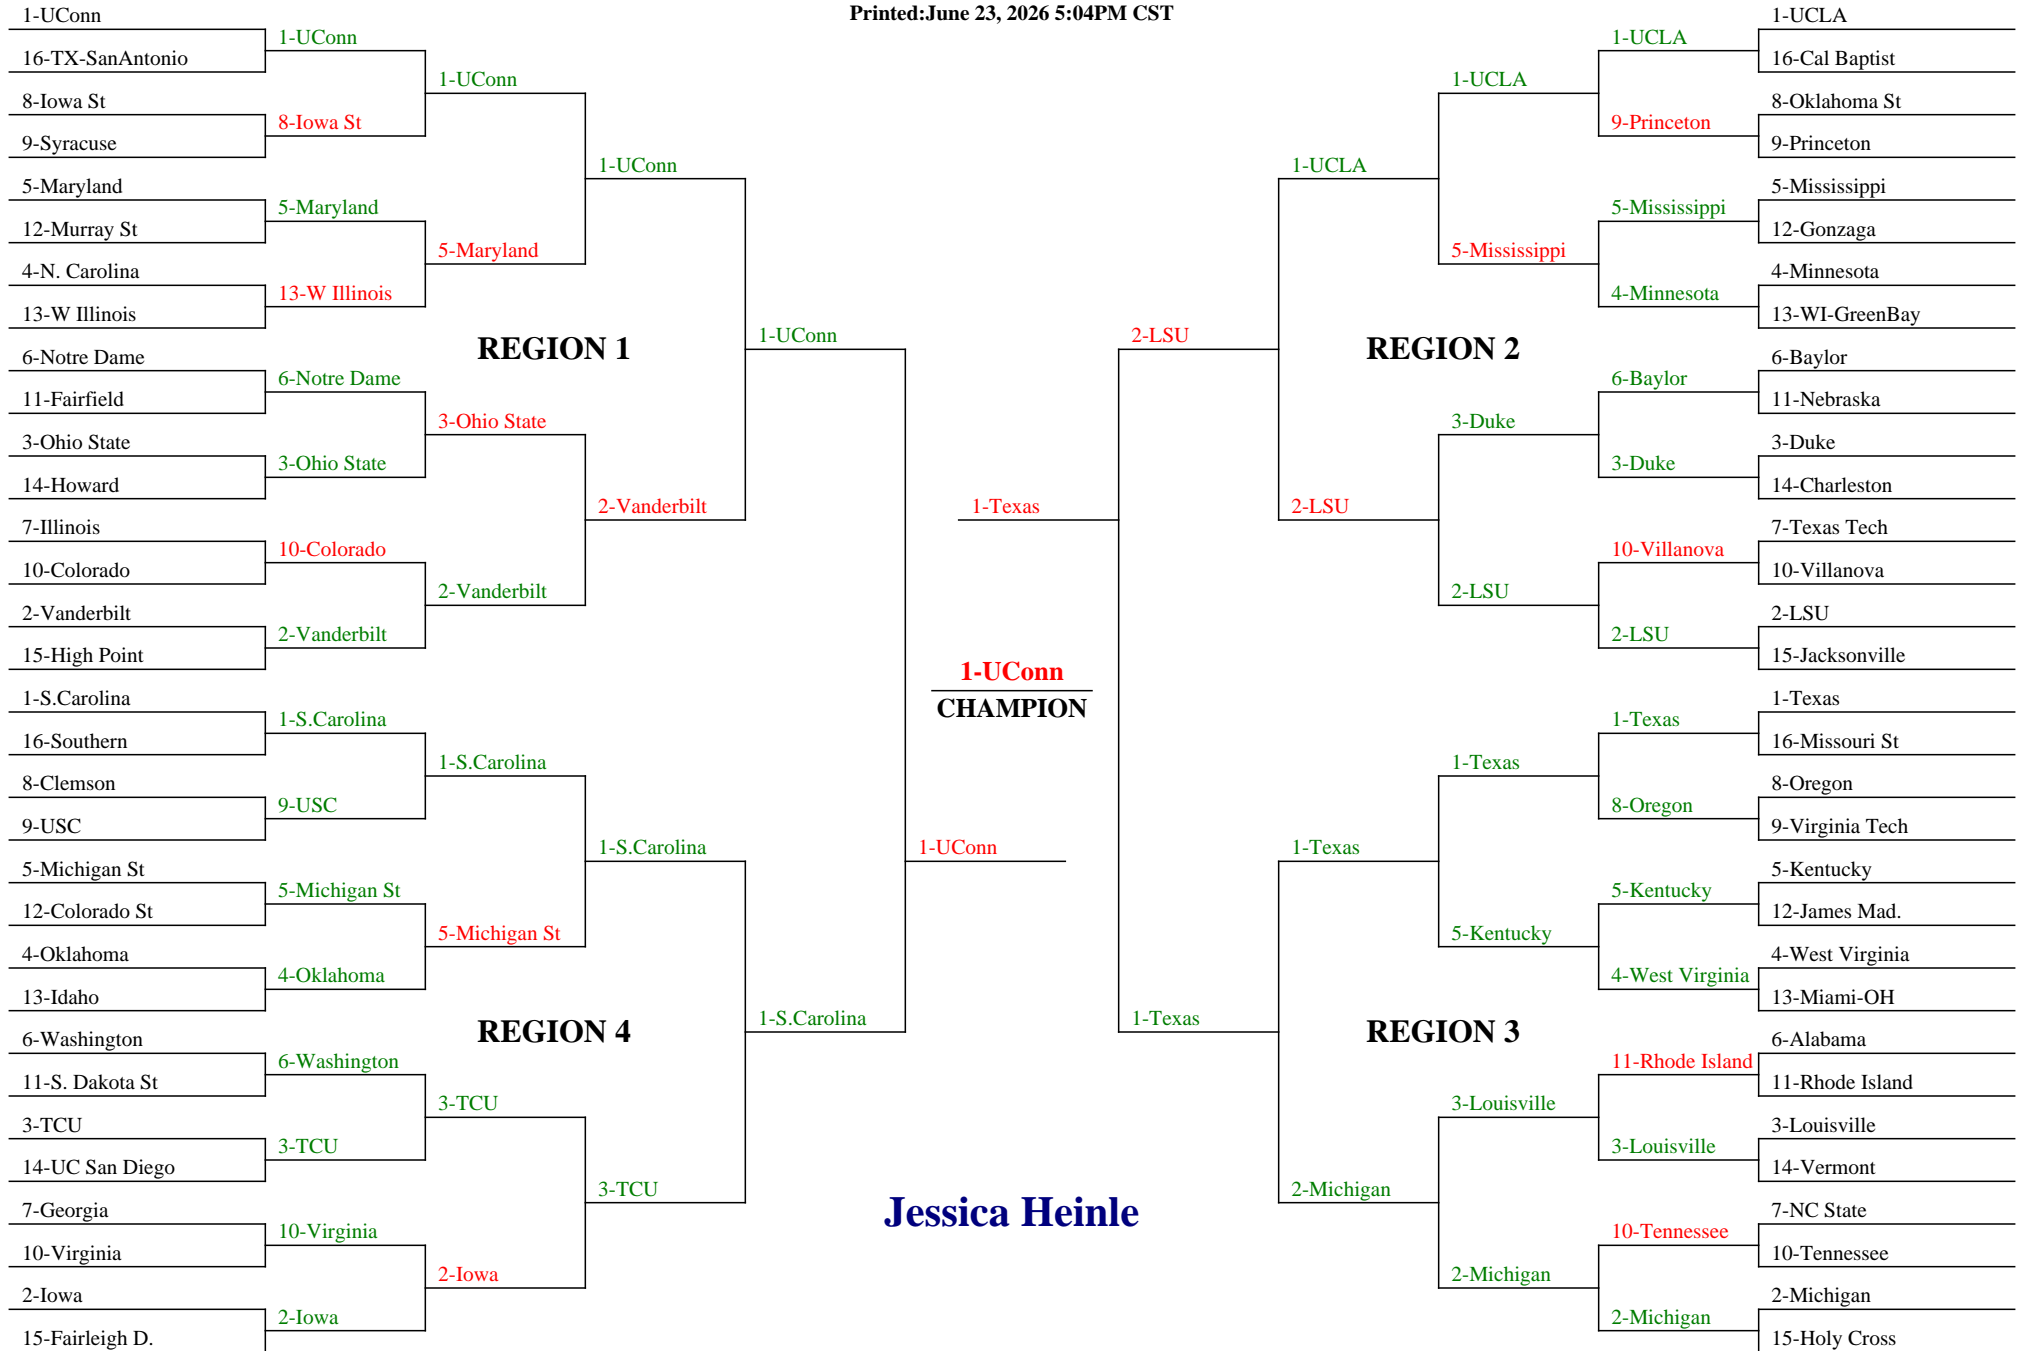 Printed:June 23, 2026 5:04PM CST
1-UConn
16-TX-SanAntonio
8-Iowa St
9-Syracuse
5-Maryland
12-Murray St
4-N. Carolina
13-W Illinois
6-Notre Dame
11-Fairfield
3-Ohio State
14-Howard
7-Illinois
10-Colorado
2-Vanderbilt
15-High Point
1-S.Carolina
16-Southern
8-Clemson
9-USC
5-Michigan St
12-Colorado St
4-Oklahoma
13-Idaho
6-Washington
11-S. Dakota St
3-TCU
14-UC San Diego
7-Georgia
10-Virginia
2-Iowa
15-Fairleigh D.
1-UConn
8-Iowa St
5-Maryland
13-W Illinois
6-Notre Dame
3-Ohio State
10-Colorado
2-Vanderbilt
1-S.Carolina
9-USC
5-Michigan St
4-Oklahoma
6-Washington
3-TCU
10-Virginia
2-Iowa
1-UConn
5-Maryland
3-Ohio State
2-Vanderbilt
1-S.Carolina
5-Michigan St
3-TCU
2-Iowa
REGION 1
REGION 4
1-UConn
2-Vanderbilt
1-S.Carolina
3-TCU
1-UConn
1-S.Carolina
1-UConn
1-UConn
CHAMPION
Jessica Heinle
1-Texas
2-LSU
1-Texas
1-UCLA
2-LSU
1-Texas
2-Michigan
REGION 2
REGION 3
1-UCLA
5-Mississippi
3-Duke
2-LSU
1-Texas
5-Kentucky
3-Louisville
2-Michigan
1-UCLA
9-Princeton
5-Mississippi
4-Minnesota
6-Baylor
3-Duke
10-Villanova
2-LSU
1-Texas
8-Oregon
5-Kentucky
4-West Virginia
11-Rhode Island
3-Louisville
10-Tennessee
2-Michigan
1-UCLA
16-Cal Baptist
8-Oklahoma St
9-Princeton
5-Mississippi
12-Gonzaga
4-Minnesota
13-WI-GreenBay
6-Baylor
11-Nebraska
3-Duke
14-Charleston
7-Texas Tech
10-Villanova
2-LSU
15-Jacksonville
1-Texas
16-Missouri St
8-Oregon
9-Virginia Tech
5-Kentucky
12-James Mad.
4-West Virginia
13-Miami-OH
6-Alabama
11-Rhode Island
3-Louisville
14-Vermont
7-NC State
10-Tennessee
2-Michigan
15-Holy Cross